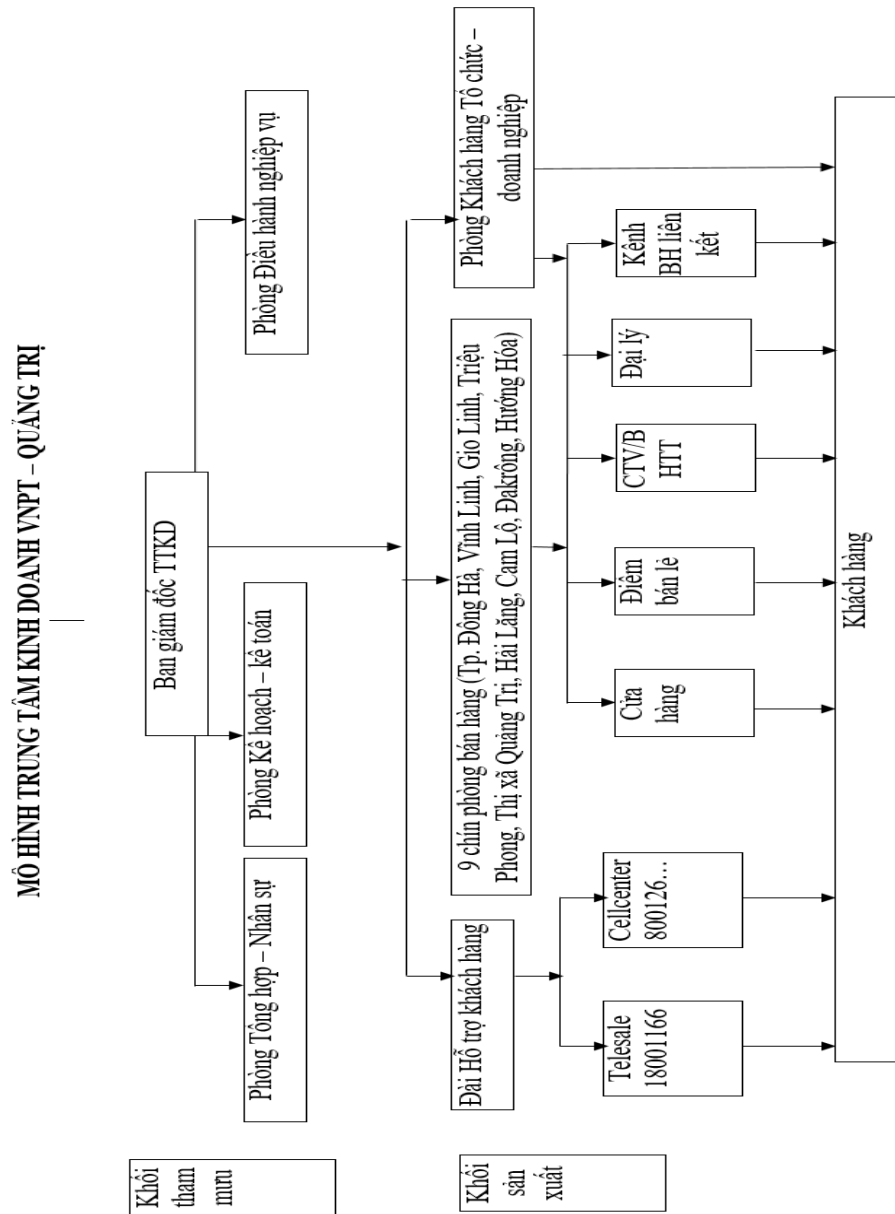 MÔ HÌNH TRUNG TÂM KINH DOANH VNPT – QUẢNG TRỊ
Khối
tham
mưu
Ban giám đốc TTKD
Phòng Tổng hợp – Nhân sự
Phòng Kế hoạch – kế toán
Phòng Điều hành nghiệp vụ
Khối
sản
xuất
Đài Hỗ trợ khách hàng
9 chín phòng bán hàng (Tp. Đông Hà, Vĩnh Linh, Gio Linh, Triệu
Phong, Thị xã Quảng Trị, Hải Lăng, Cam Lộ, Đakrông, Hướng Hóa)
Phòng Khách hàng Tổ chức –
doanh nghiệp
Telesale
18001166
Cellcenter
800126…
Cửa
hàng
Điểm
bán lẻ
CTV/B
HTT
Đại lý
Kênh
BH liên
kết
Khách hàng